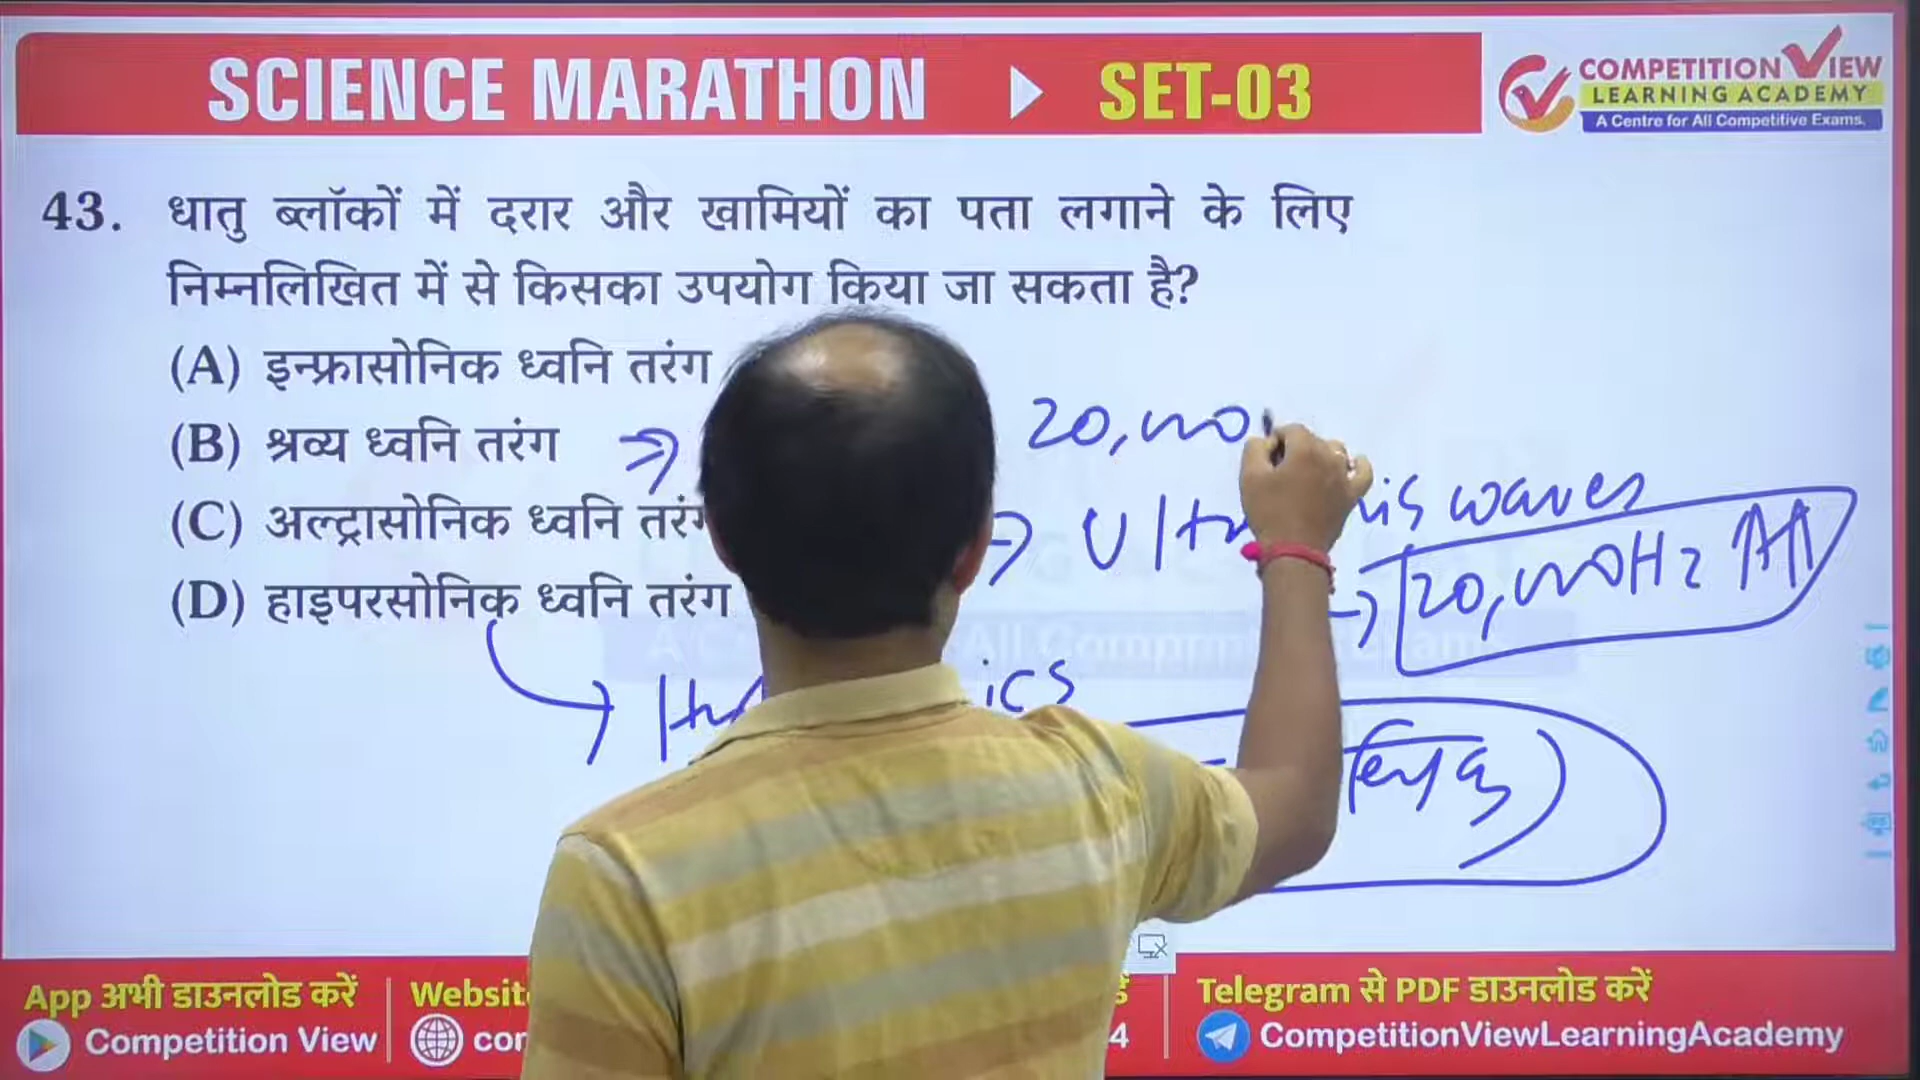 SCIENCE MARATHON SET-03
COMPETITION VIEW
LEARNING ACADEMY
A Centre for All Competitive Exams.
43. धातु ब्लॉकों में दरार और खामियों का पता लगाने के लिए
निम्नलिखित में से किसका उपयोग किया जा सकता है?
(A) इन्फ्रासोनिक ध्वनि तरंग
(B) श्रव्य ध्वनि तरंग
20,000
(C) अल्ट्रासोनिक ध्वनि तरंग
waves
20,000Hz
(D) हाइपरसोनिक ध्वनि तरंग
ics
App अभी डाउनलोड करें
Competition View
Telegram से PDF डाउनलोड करें
CompetitionViewLearningAcademy